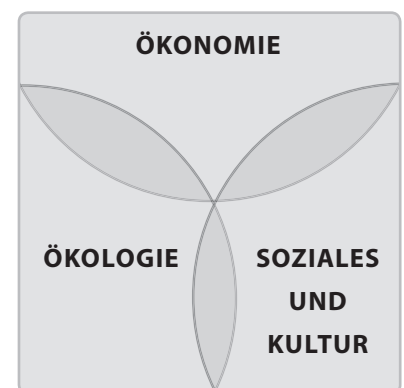 ÖKONOMIE
ÖKOLOGIE
SOZIALES
UND
KULTUR